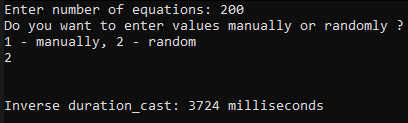 Enter number of equations: 200
Do you want to enter values manually or randomly ?
1 - manually, 2 - random
2
Inverse duration_cast: 3724 milliseconds